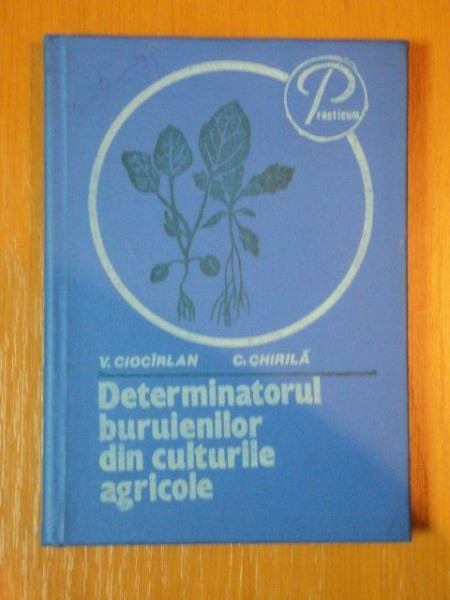 Practicum
V. CIOCÎRLAN C. CHIRILĂ
Determinatorul
buruienilor
din culturile
agricole